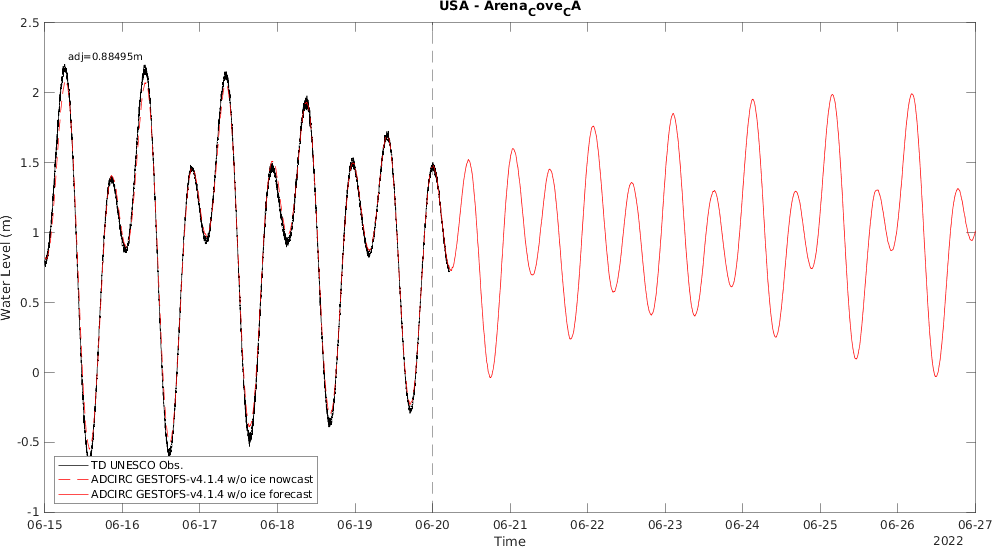 USA - Arena_Cove_CA
adj=0.88495m
2.5
2
1.5
1
0.5
0
-0.5
-1
Water Level (m)
TD UNESCO Obs.
ADCIRC GESTOFS-v4.1.4 w/o ice nowcast
ADCIRC GESTOFS-v4.1.4 w/o ice forecast
06-15 06-16 06-17 06-18 06-19 06-20 06-21 06-22 06-23 06-24 06-25 06-26 06-27
Time
2022